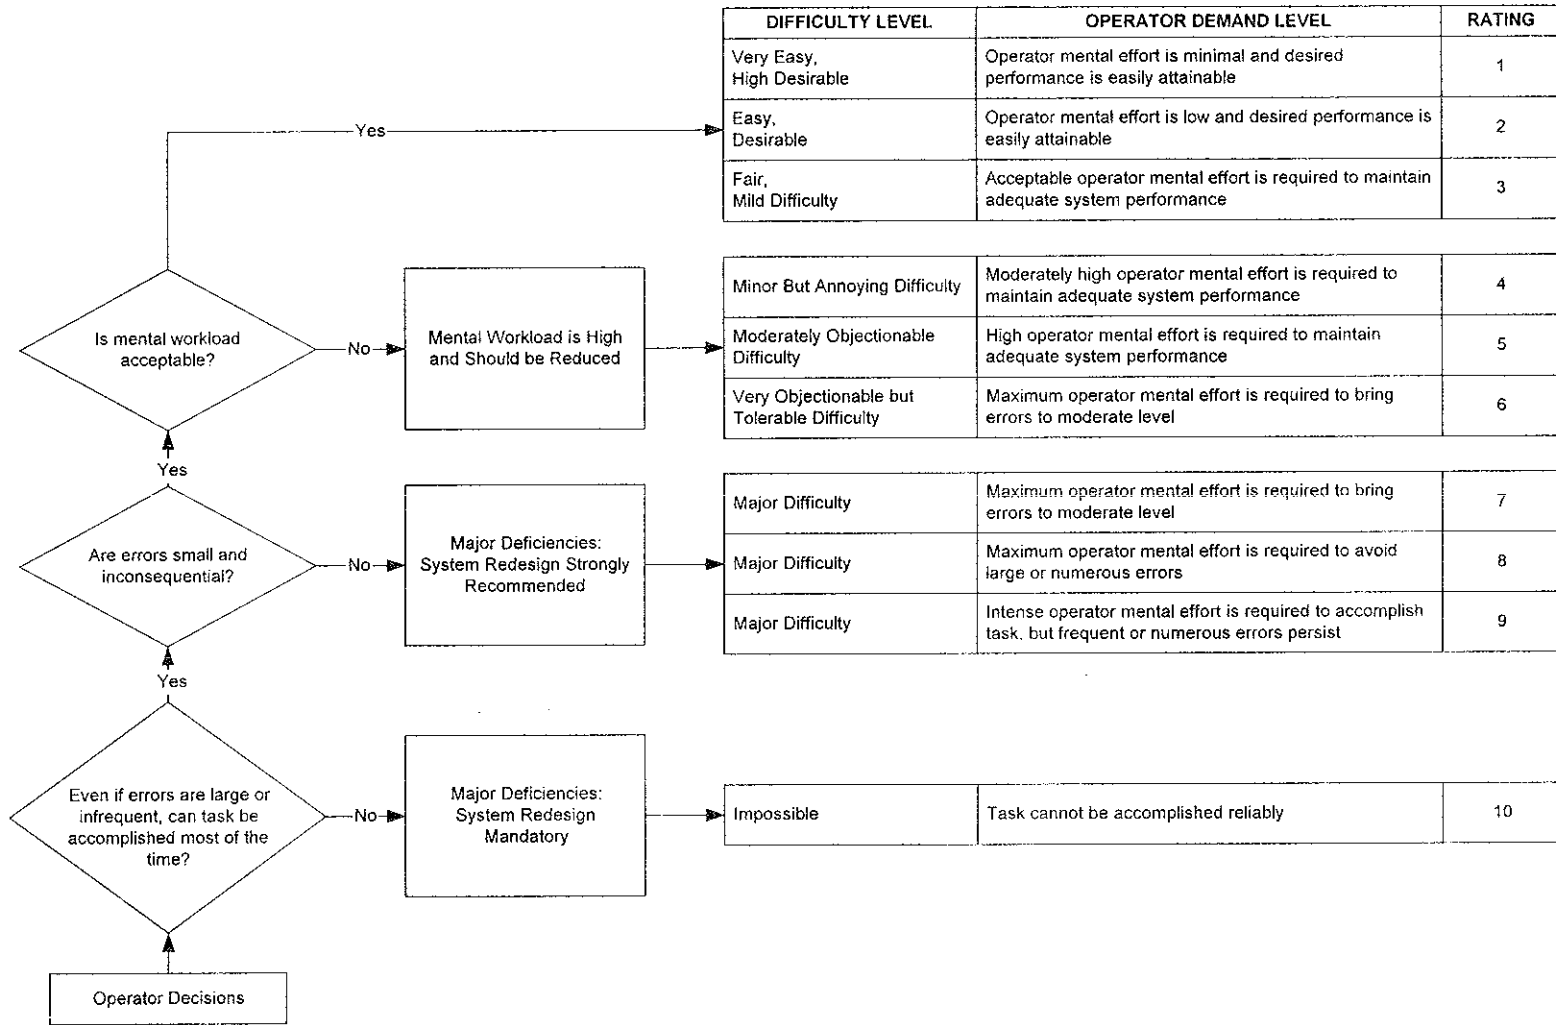 DIFFICULTY LEVEL
OPERATOR DEMAND LEVEL
RATING
Very Easy,
High Desirable
Operator mental effort is minimal and desired
performance is easily attainable
1
Yes
Easy,
Desirable
Operator mental effort is low and desired performance is
easily attainable
2
Fair,
Mild Difficulty
Acceptable operator mental effort is required to maintain
adequate system performance
3
Is mental workload
acceptable?
No
Mental Workload is High
and Should be Reduced
Minor But Annoying Difficulty
Moderately high operator mental effort is required to
maintain adequate system performance
4
Moderately Objectionable
Difficulty
High operator mental effort is required to maintain
adequate system performance
5
Very Objectionable but
Tolerable Difficulty
Maximum operator mental effort is required to bring
errors to moderate level
6
Yes
Are errors small and
inconsequential?
No
Major Deficiencies:
System Redesign Strongly
Recommended
Major Difficulty
Maximum operator mental effort is required to bring
errors to moderate level
7
Major Difficulty
Maximum operator mental effort is required to avoid
large or numerous errors
8
Major Difficulty
Intense operator mental effort is required to accomplish
task, but frequent or numerous errors persist
9
Yes
Even if errors are large or
infrequent, can task be
accomplished most of the
time?
No
Major Deficiencies:
System Redesign
Mandatory
Impossible
Task cannot be accomplished reliably
10
Operator Decisions